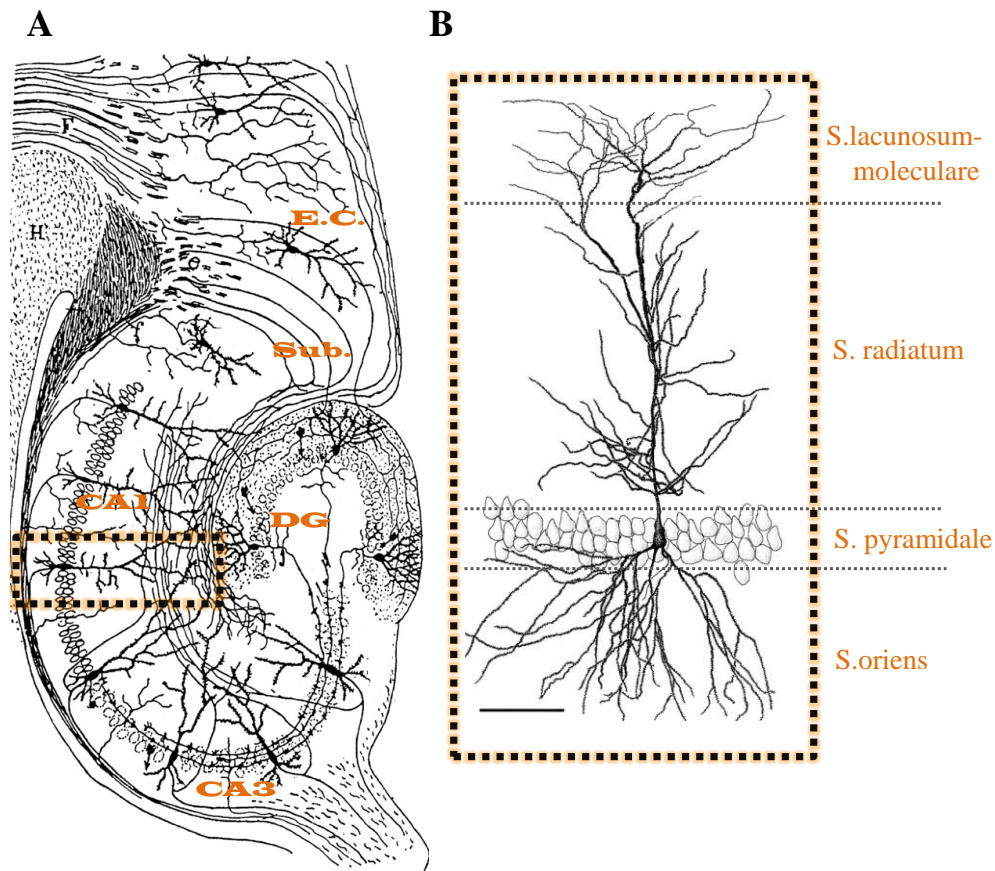 A
B
F
H
C
E.C.
Sub.
CA1
DG
CA3
S.lacunosum-
moleculare
S. radiatum
S. pyramidale
S.oriens